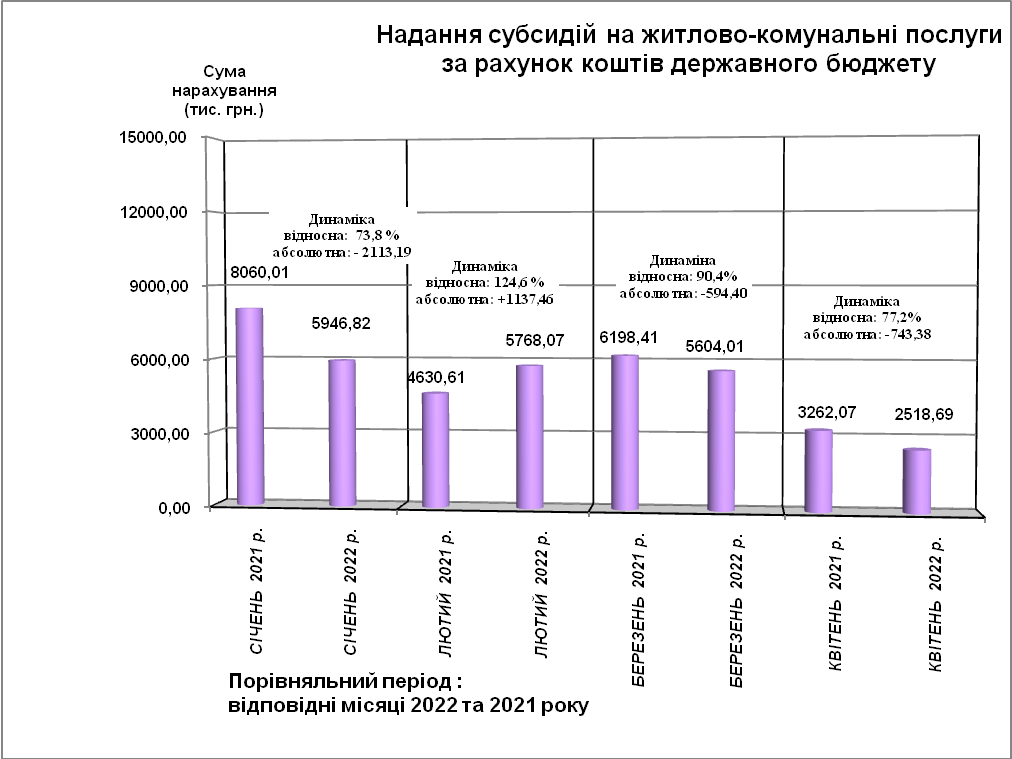 Надання субсидій на житлово-комунальні послуги
за рахунок коштів державного бюджету
Сума
нарахування
(тис. грн.)
15000,00
12000,00
9000,00
6000,00
3000,00
0,00
Динаміка
відносна: 73,8 %
абсолютна: - 2113,19
Динаміка
відносна: 124,6 %
абсолютна: +1137,46
Динаміна
відносна: 90,4%
абсолютна: -594,40
Динаміка
відносна: 77,2%
абсолютна: -743,38
8060,01
5946,82
4630,61
5768,07
6198,41
5604,01
3262,07
2518,69
СІЧЕНЬ 2021 р.
СІЧЕНЬ 2022 р.
ЛЮТИЙ 2021 р.
ЛЮТИЙ 2022 р.
БЕРЕЗЕНЬ 2021 р.
БЕРЕЗЕНЬ 2022 р.
КВІТЕНЬ 2021 р.
КВІТЕНЬ 2022 р.
Порівняльний період :
відповідні місяці 2022 та 2021 року